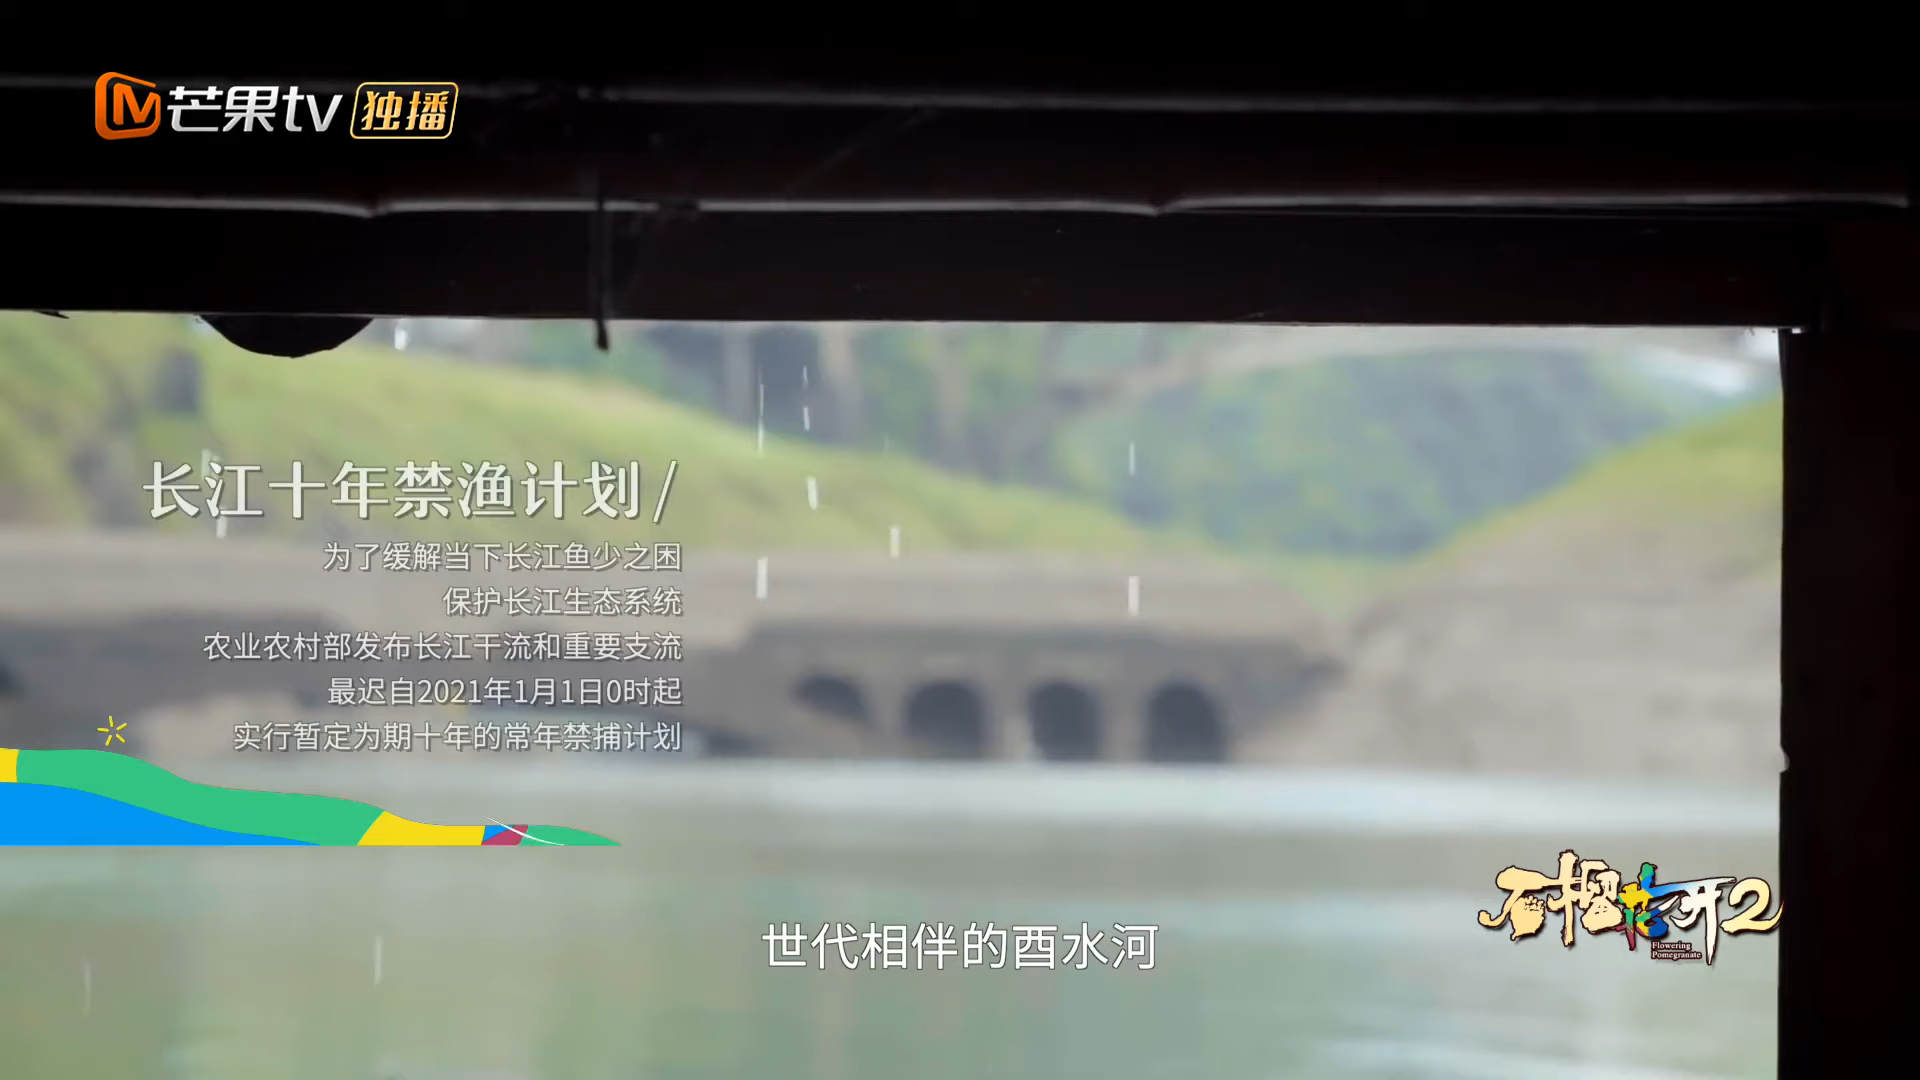 芒果tv 独播
长江十年禁渔计划/
为了缓解当下长江鱼少之困
保护长江生态系统
农业农村部发布长江干流和重要支流
最迟自2021年1月1日0时起
实行暂定为期十年的常年禁捕计划
石榴花开2
Flowering
Pomegranate
世代相伴的酉水河